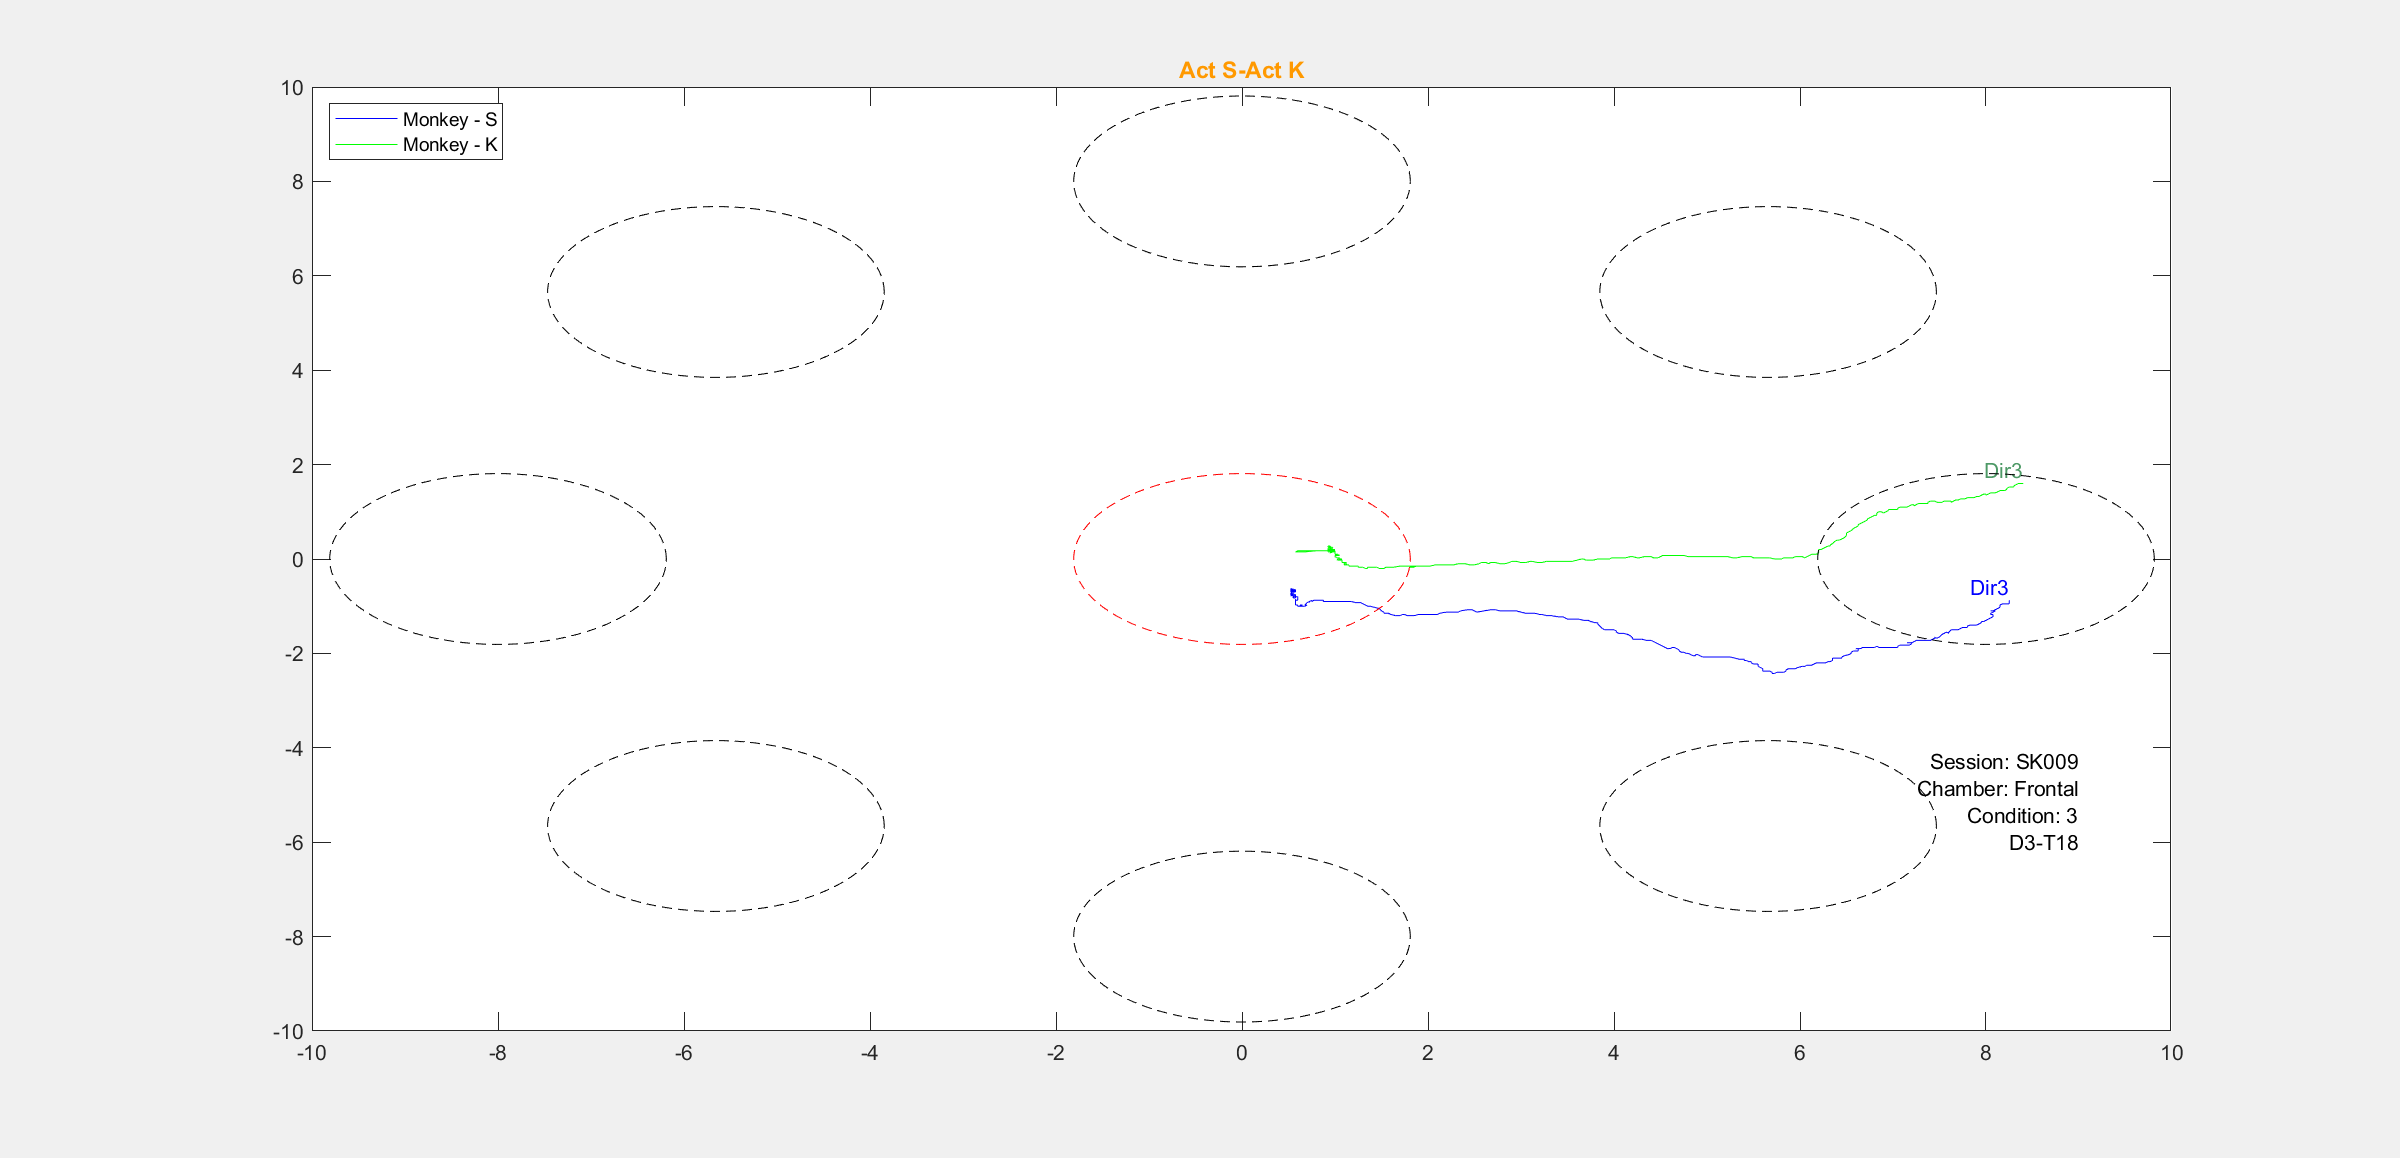 Act S-Act K
Monkey - S
Monkey - K
10
8
6
4
2
0
-2
-4
-6
-8
-10
Dir3
Dir3
Session: SK009
Chamber: Frontal
Condition: 3
D3-T18
-10 -8 -6 -4 -2 0 2 4 6 8 10